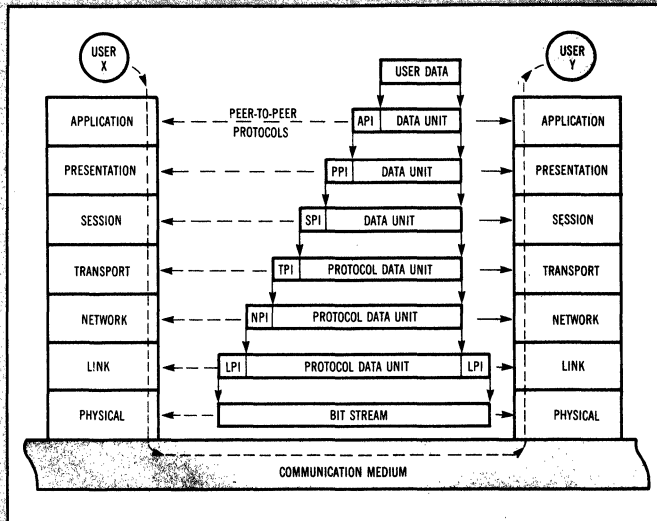 USER X
USER Y
USER DATA
APPLICATION
PEER-TO-PEER PROTOCOLS
API DATA UNIT
APPLICATION
PRESENTATION
PPI DATA UNIT
PRESENTATION
SESSION
SPI DATA UNIT
SESSION
TRANSPORT
TPI PROTOCOL DATA UNIT
TRANSPORT
NETWORK
NPI PROTOCOL DATA UNIT
NETWORK
LINK
LPI PROTOCOL DATA UNIT LPI
LINK
PHYSICAL
BIT STREAM
PHYSICAL
COMMUNICATION MEDIUM